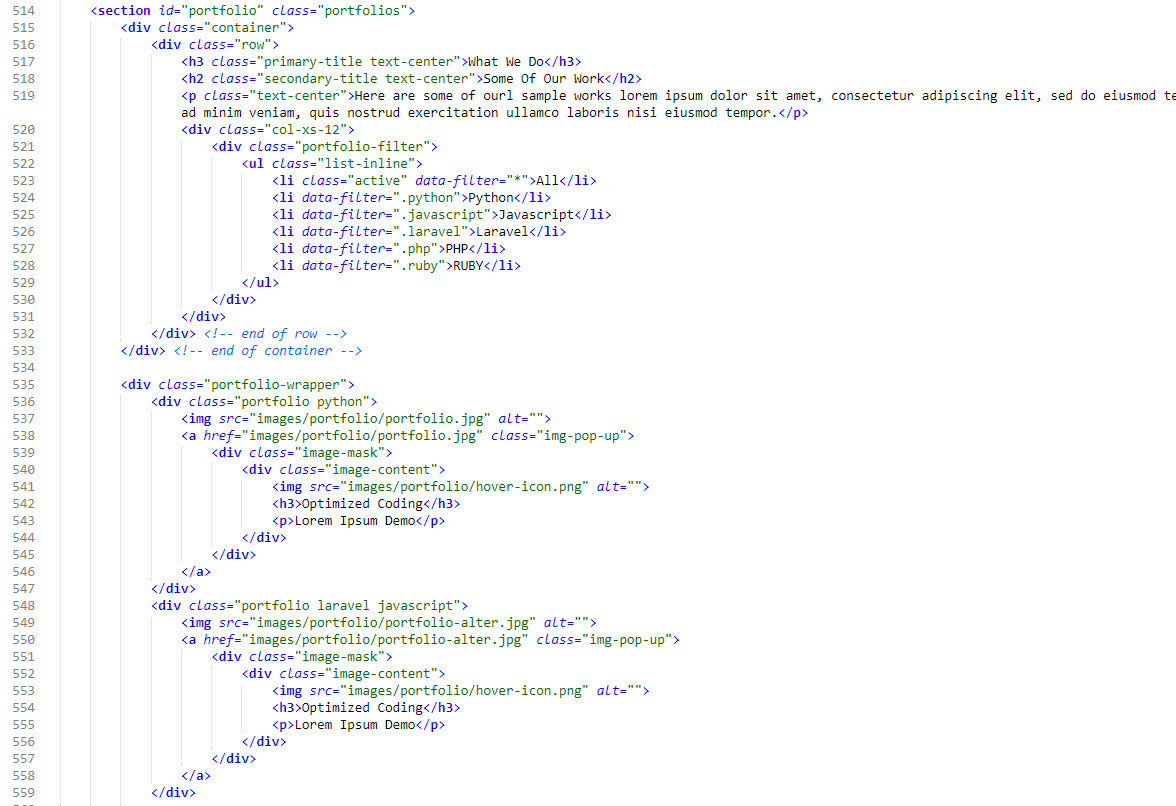 514 <section id="portfolio" class="portfolios">
515 <div class="container">
516 <div class="row">
517 <h3 class="primary-title text-center">What We Do</h3>
518 <h2 class="secondary-title text-center">Some Of Our Work</h2>
519 <p class="text-center">Here are some of ourl sample works lorem ipsum dolor sit amet, consectetur adipiscing elit, sed do eiusmod te
ad minim veniam, quis nostrud exercitation ullamco laboris nisi eiusmod tempor.</p>
520 <div class="col-xs-12">
521 <div class="portfolio-filter">
522 <ul class="list-inline">
523 <li class="active" data-filter="*">All</li>
524 <li data-filter=".python">Python</li>
525 <li data-filter=".javascript">Javascript</li>
526 <li data-filter=".laravel">Laravel</li>
527 <li data-filter=".php">PHP</li>
528 <li data-filter=".ruby">RUBY</li>
529 </ul>
530 </div>
531 </div>
532 </div> <!-- end of row -->
533 </div> <!-- end of container -->
534
535 <div class="portfolio-wrapper">
536 <div class="portfolio python">
537 <img src="images/portfolio/portfolio.jpg" alt="">
538 <a href="images/portfolio/portfolio.jpg" class="img-pop-up">
539 <div class="image-mask">
540 <div class="image-content">
541 <img src="images/portfolio/hover-icon.png" alt="">
542 <h3>Optimized Coding</h3>
543 <p>Lorem Ipsum Demo</p>
544 </div>
545 </div>
546 </a>
547 </div>
548 <div class="portfolio laravel javascript">
549 <img src="images/portfolio/portfolio-alter.jpg" alt="">
550 <a href="images/portfolio/portfolio-alter.jpg" class="img-pop-up">
551 <div class="image-mask">
552 <div class="image-content">
553 <img src="images/portfolio/hover-icon.png" alt="">
554 <h3>Optimized Coding</h3>
555 <p>Lorem Ipsum Demo</p>
556 </div>
557 </div>
558 </a>
559 </div>